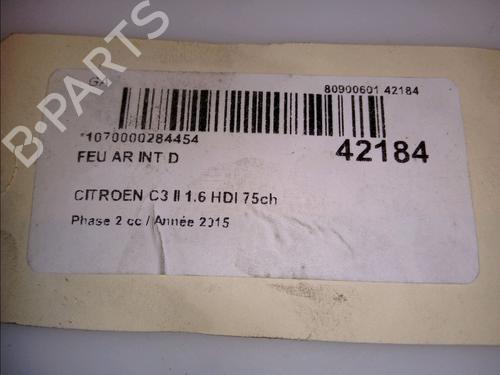 80900601 42184
*1070000284454
42184
FEU AR INT D
CITROEN C3 II 1.6 HDI 75ch
Phase 2 cc / Année 2015
B-PARTS